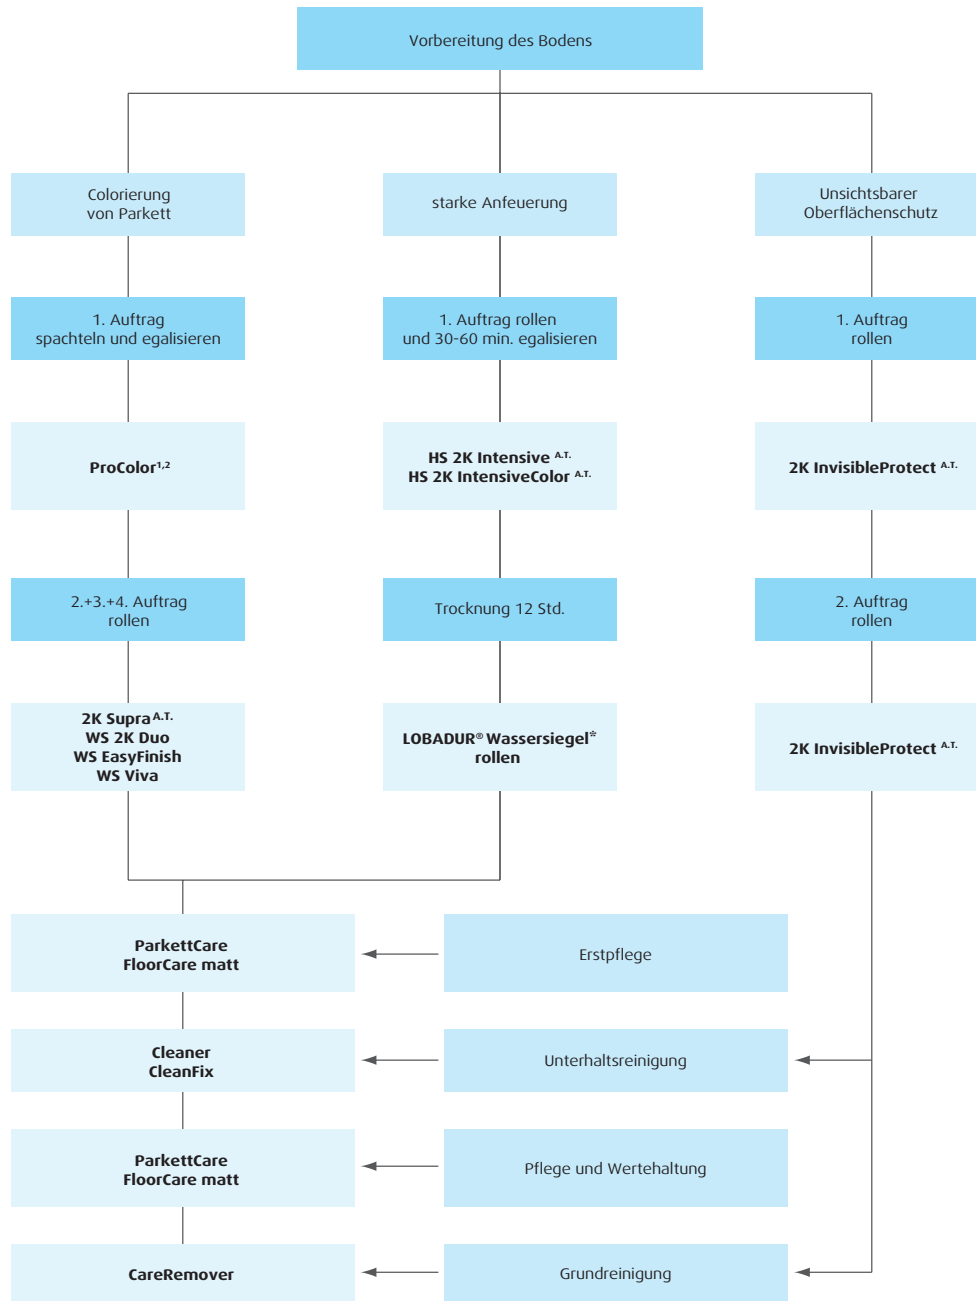 Vorbereitung des Bodens
Colorierung
von Parkett
starke Anfeuerung
Unsichtsbarer
Oberflächenschutz
1. Auftrag
spachteln und egalisieren
1. Auftrag rollen
und 30-60 min. egalisieren
1. Auftrag
rollen
ProColor¹,²
HS 2K Intensive A.T.
HS 2K IntensiveColor A.T.
2K InvisibleProtect A.T.
2.+3.+4. Auftrag
rollen
Trocknung 12 Std.
2. Auftrag
rollen
2K Supra A.T.
WS 2K Duo
WS EasyFinish
WS Viva
LOBADUR® Wassersiegel*
rollen
2K InvisibleProtect A.T.
ParkettCare
FloorCare matt
Erstpflege
Cleaner
CleanFix
Unterhaltsreinigung
ParkettCare
FloorCare matt
Pflege und Wertehaltung
CareRemover
Grundreinigung